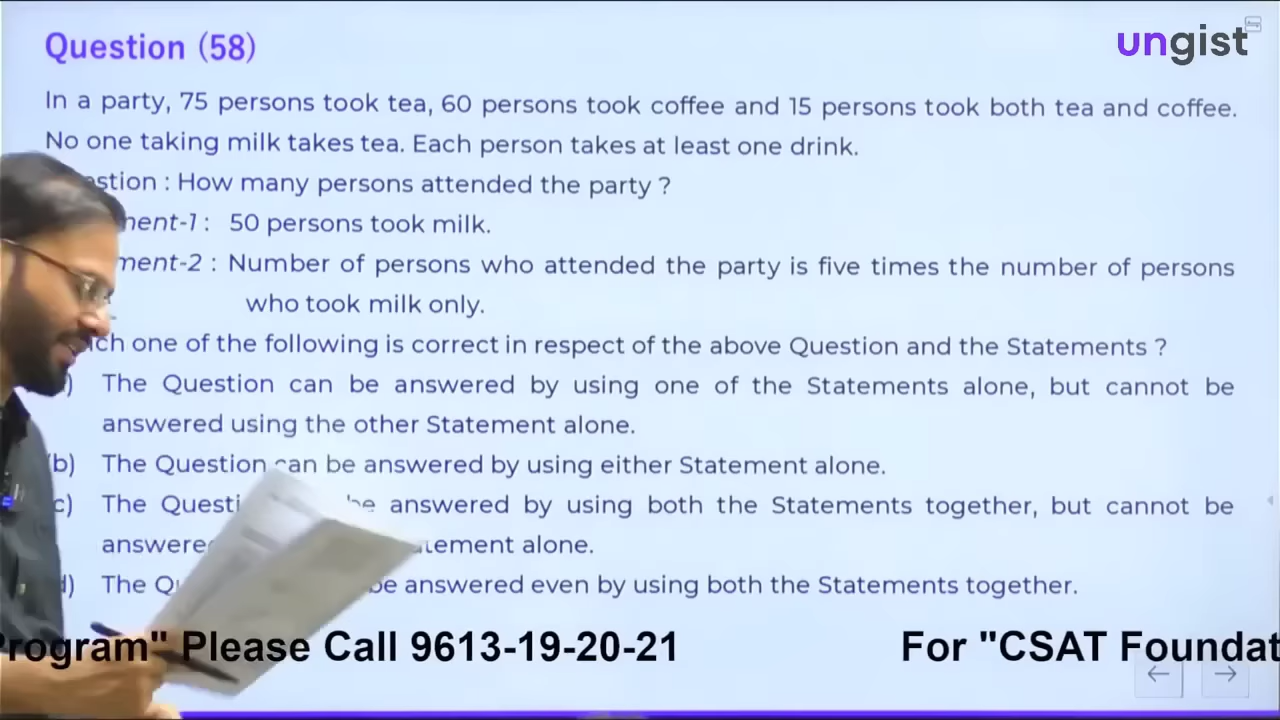 Question (58)
ungist
In a party, 75 persons took tea, 60 persons took coffee and 15 persons took both tea and coffee.
No one taking milk takes tea. Each person takes at least one drink.
stion : How many persons attended the party ?
ment-1 : 50 persons took milk.
ment-2 : Number of persons who attended the party is five times the number of persons
who took milk only.
ch one of the following is correct in respect of the above Question and the Statements ?
) The Question can be answered by using one of the Statements alone, but cannot be
answered using the other Statement alone.
b) The Question can be answered by using either Statement alone.
c) The Questi be answered by using both the Statements together, but cannot be
answere tement alone.
d) The Qu be answered even by using both the Statements together.
Program" Please Call 9613-19-20-21 For "CSAT Foundat